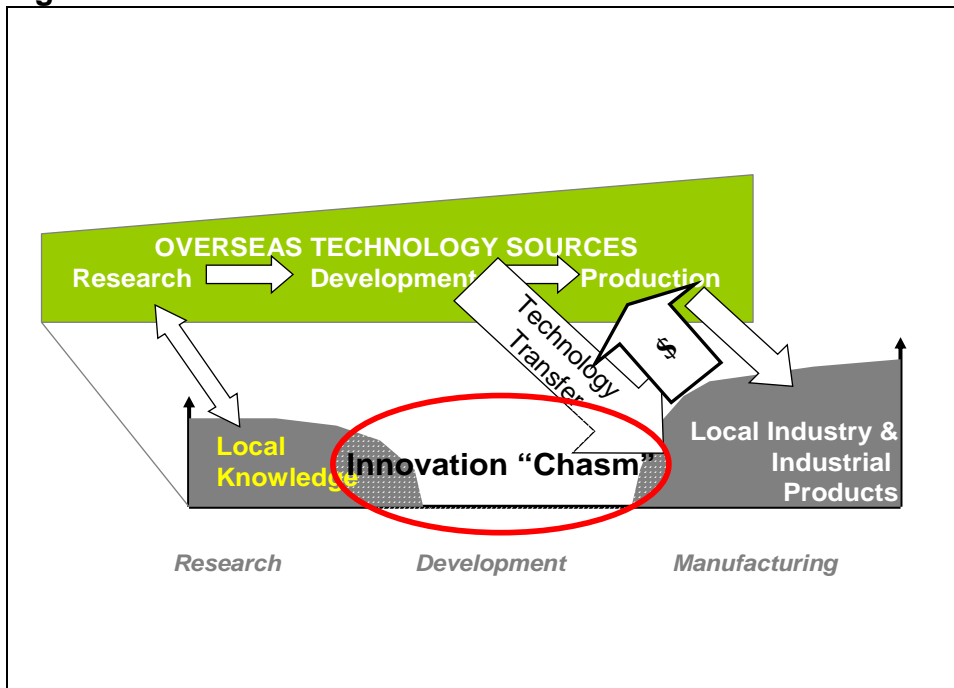 OVERSEAS TECHNOLOGY SOURCES
Research
Development
Production
Technology
Transfer
$
Local
Knowledge
Innovation “Chasm”
Local Industry &
Industrial
Products
Research
Development
Manufacturing